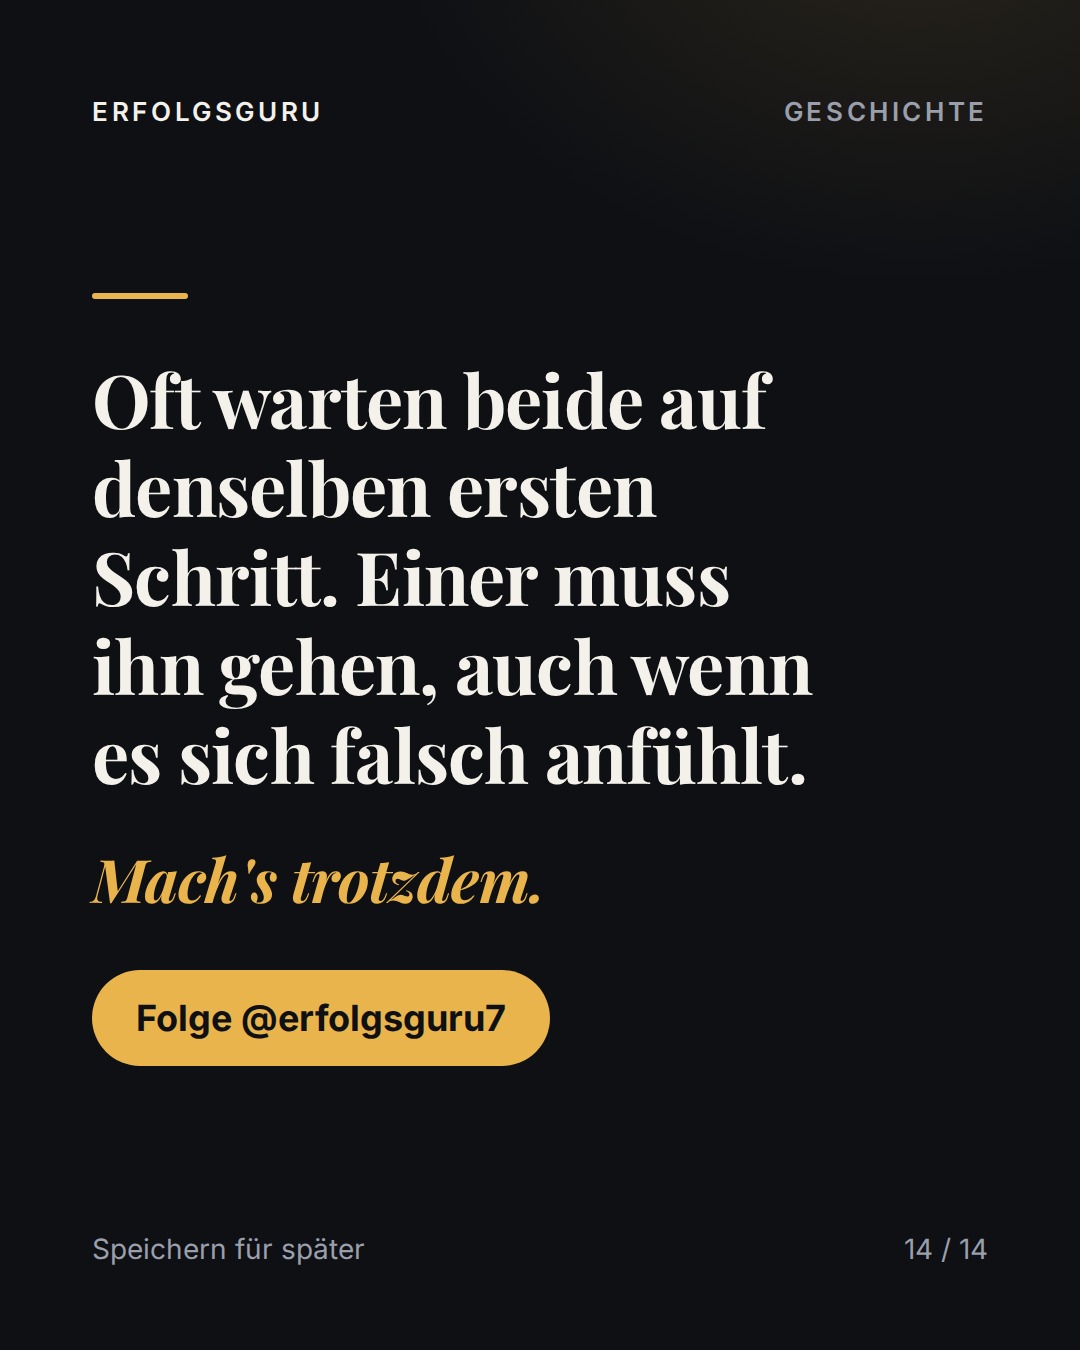 ERFOLGSGURU
GESCHICHTE
Oft warten beide auf
denselben ersten
Schritt. Einer muss
ihn gehen, auch wenn
es sich falsch anfühlt.
Mach's trotzdem.
Folge @erfolgsguru7
Speichern für später
14 / 14